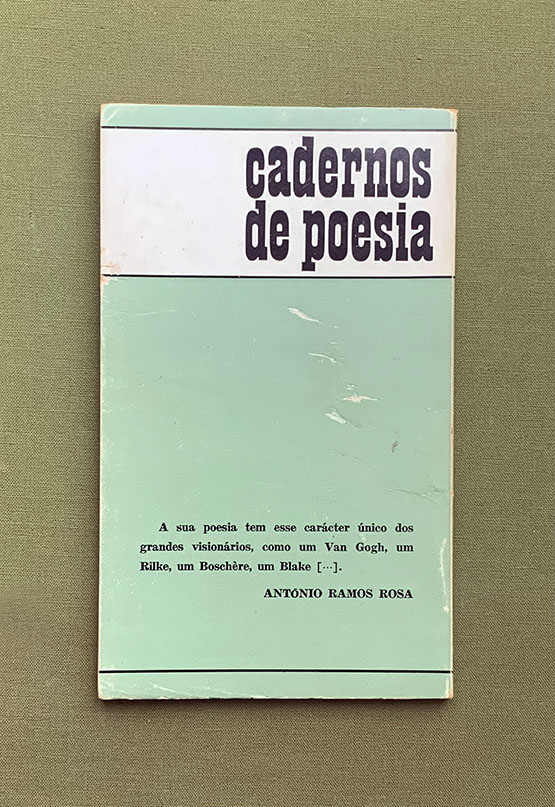 cadernos
de poesia
A sua poesia tem esse carácter único dos
grandes visionários, como um Van Gogh, um
Rilke, um Boschère, um Blake [···].
ANTÓNIO RAMOS ROSA